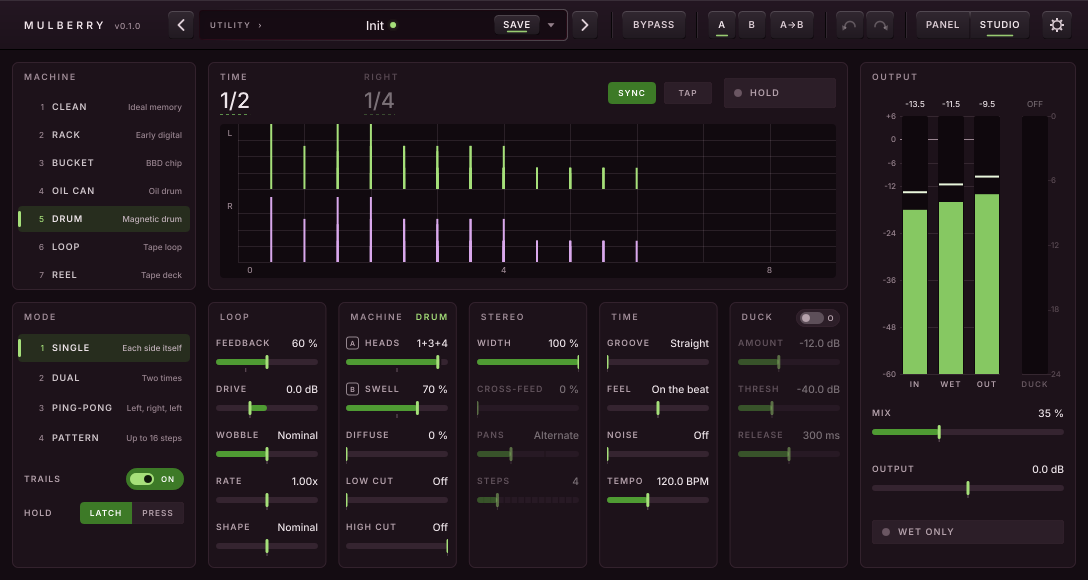 MULBERRY v0.1.0
UTILITY ›
Init
SAVE
BYPASS
A
B
A→B
PANEL
STUDIO
MACHINE
1 CLEAN Ideal memory
2 RACK Early digital
3 BUCKET BBD chip
4 OIL CAN Oil drum
5 DRUM Magnetic drum
6 LOOP Tape loop
7 REEL Tape deck
TIME
1/2
RIGHT
1/4
SYNC
TAP
HOLD
L
R
0 4 8
OUTPUT
-13.5 -11.5 -9.5 OFF
+6
0
-6
-12
-24
-36
-48
-60
0
-6
-12
-18
-24
IN WET OUT DUCK
MIX 35 %
OUTPUT 0.0 dB
WET ONLY
MODE
1 SINGLE Each side itself
2 DUAL Two times
3 PING-PONG Left, right, left
4 PATTERN Up to 16 steps
TRAILS ON
HOLD LATCH PRESS
LOOP
FEEDBACK 60 %
DRIVE 0.0 dB
WOBBLE Nominal
RATE 1.00x
SHAPE Nominal
MACHINE DRUM
A HEADS 1+3+4
B SWELL 70 %
DIFFUSE 0 %
LOW CUT Off
HIGH CUT Off
STEREO
WIDTH 100 %
CROSS-FEED 0 %
PANS Alternate
STEPS 4
TIME
GROOVE Straight
FEEL On the beat
NOISE Off
TEMPO 120.0 BPM
DUCK O
AMOUNT -12.0 dB
THRESH -40.0 dB
RELEASE 300 ms